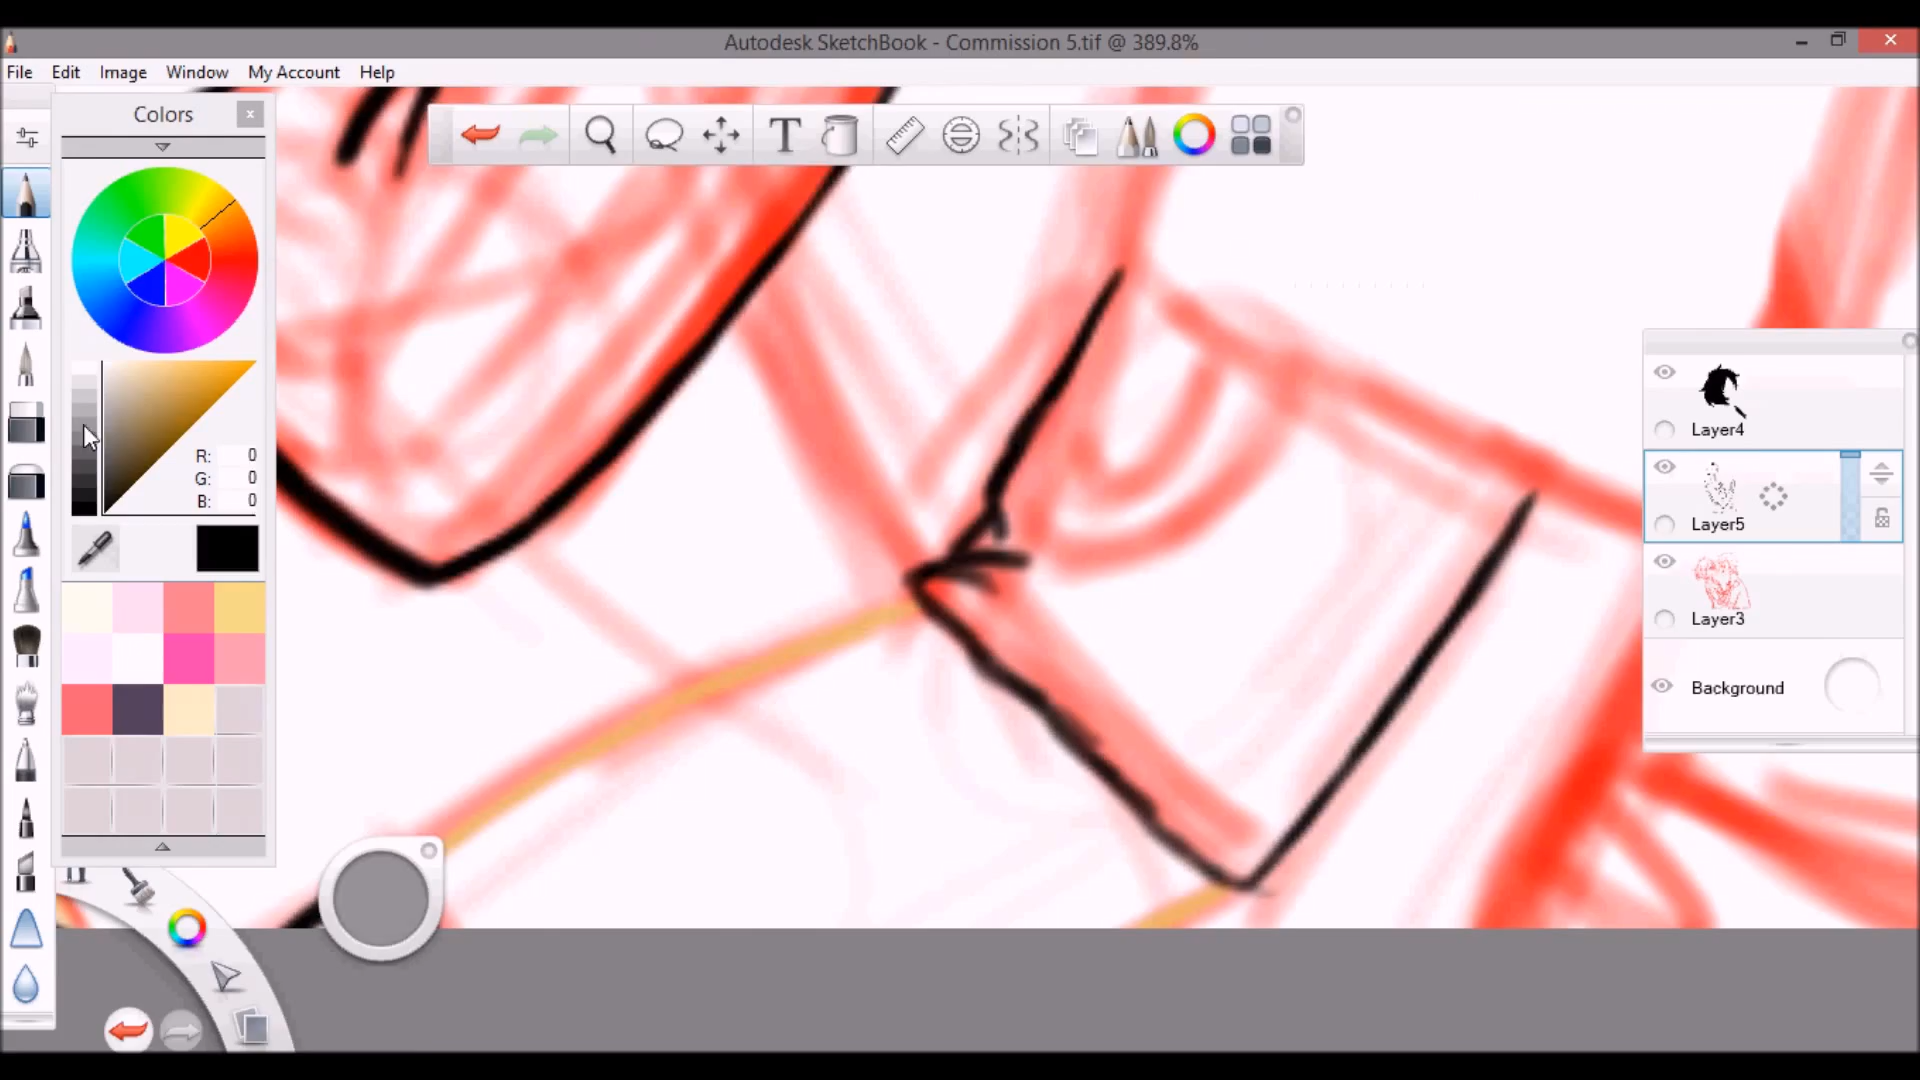 Autodesk SketchBook - Commission 5.tif @ 389.8%
File Edit Image Window My Account Help
Colors
T
R: 0
G: 0
B: 0
Layer4
Layer5
Layer3
Background